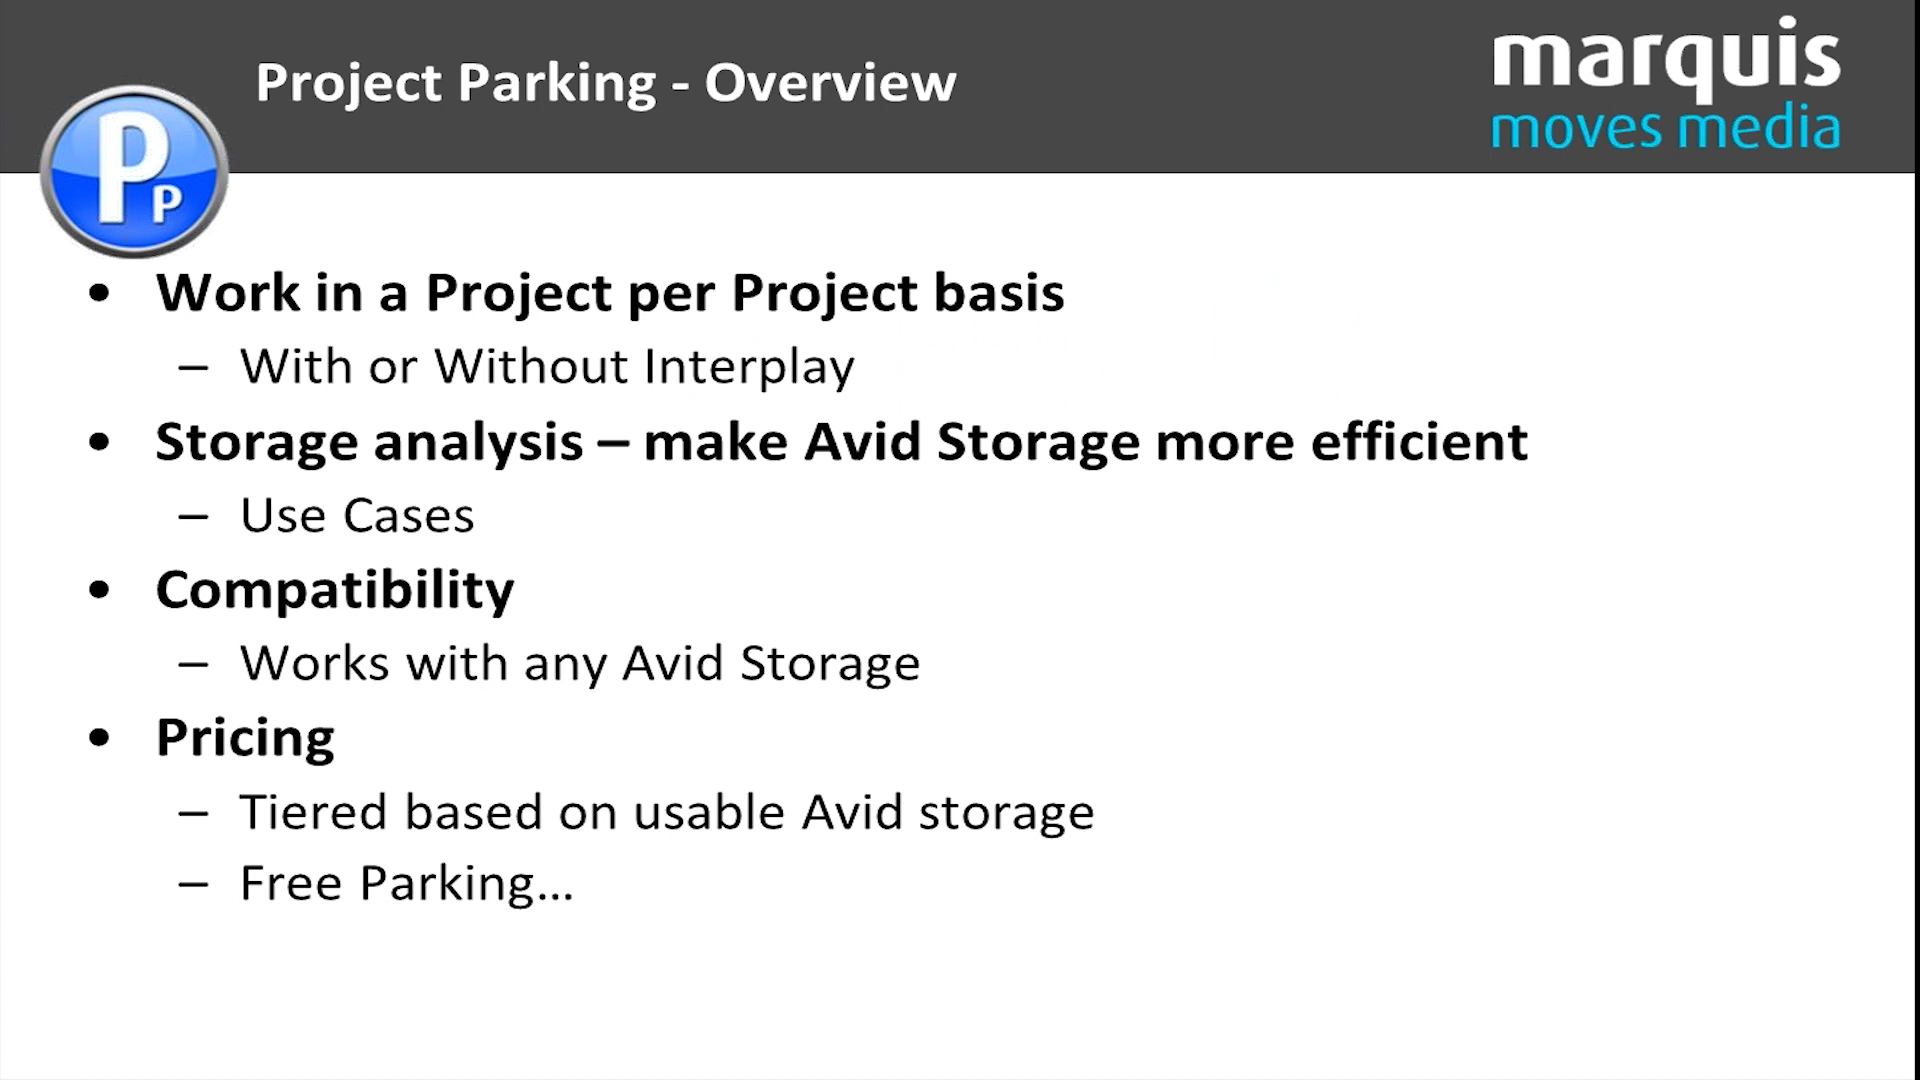 Project Parking - Overview
marquis
moves media
PP
• Work in a Project per Project basis
– With or Without Interplay
• Storage analysis – make Avid Storage more efficient
– Use Cases
• Compatibility
– Works with any Avid Storage
• Pricing
– Tiered based on usable Avid storage
– Free Parking...